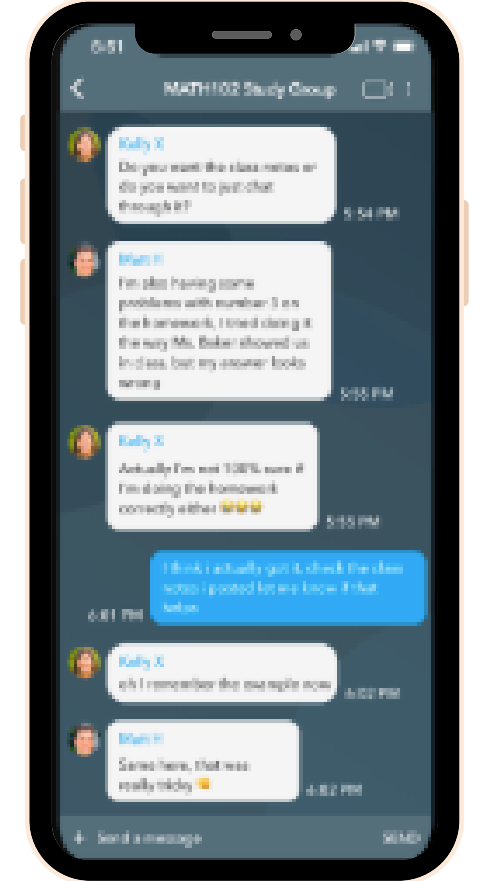 MATH102 Study Group
Kelly X
Do you want the class notes or
do you want to just chat
through it?
5:54 PM
Matt H
I'm also having some
problems with number 1 on
the homework, I tried doing it
the way Ms. Baker showed us
in class, but my answer looks
wrong
5:55 PM
Kelly X
Actually I'm not 100% sure if
I'm doing the homework
correctly either 😭😭😭
5:55 PM
I think i actually got it, check the class
notes i posted let me know if that
helps
6:01 PM
Kelly X
oh I remember the example now
6:02 PM
Matt H
Same here, that was
really tricky
6:02 PM
+ Send a message SEND